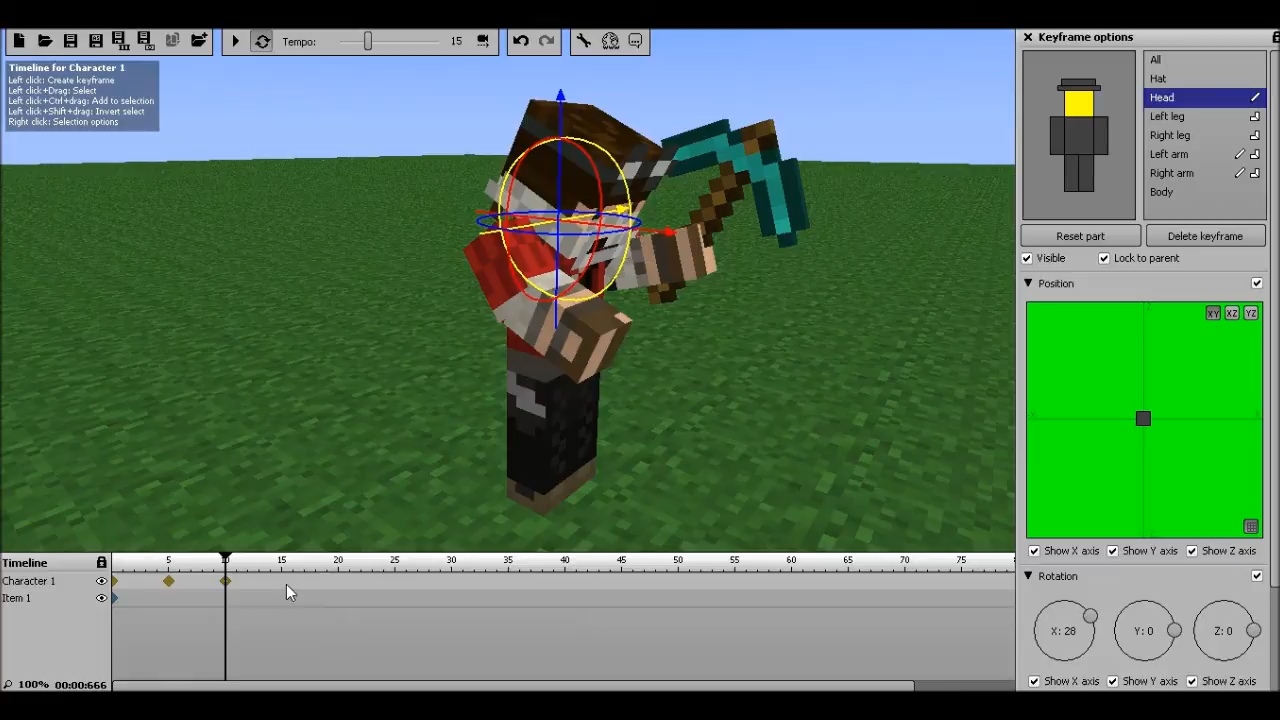 Tempo:
15
Timeline for Character 1
Left click: Create keyframe
Left click+Drag: Select
Left click+Ctrl+drag: Add to selection
Left click+Shift+drag: Invert select
Right click: Selection options
Keyframe options
All
Hat
Head
Left leg
Right leg
Left arm
Right arm
Body
Reset part
Delete keyframe
Visible
Lock to parent
Position
XY
XZ
YZ
Show X axis
Show Y axis
Show Z axis
Rotation
X: 28
Y: 0
Z: 0
Show X axis
Show Y axis
Show Z axis
Timeline
5 10 15 20 25 30 35 40 45 50 55 60 65 70 75
Character 1
Item 1
100% 00:00:666